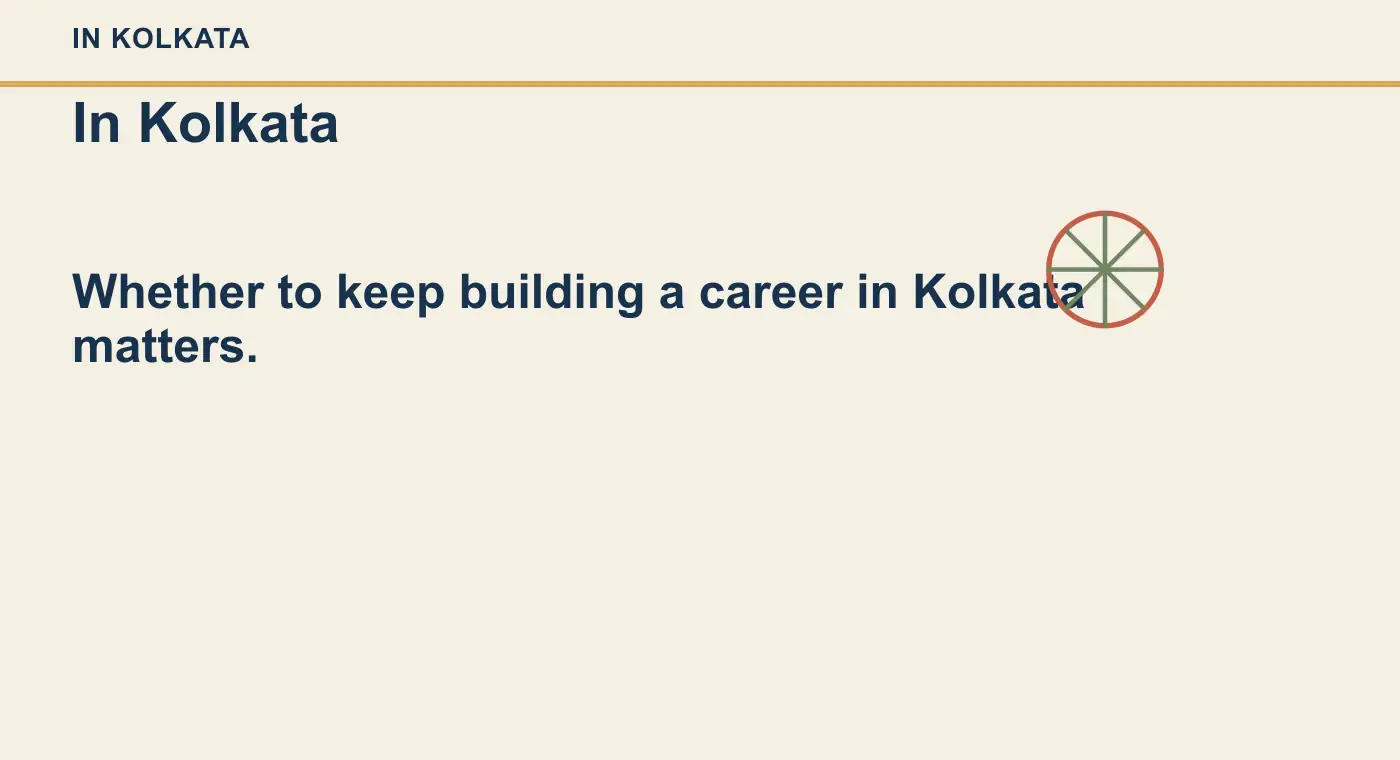 IN KOLKATA
In Kolkata
Whether to keep building a career in Kolkata
matters.